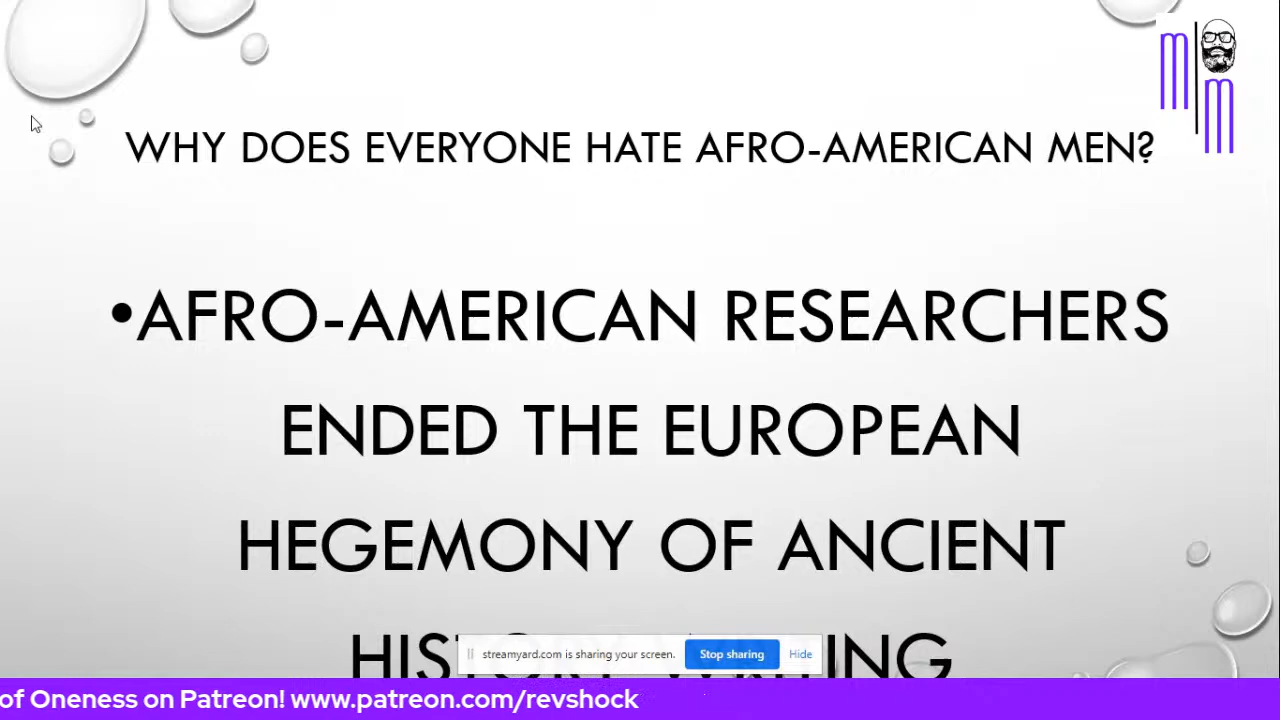 WHY DOES EVERYONE HATE AFRO-AMERICAN MEN?
•AFRO-AMERICAN RESEARCHERS
ENDED THE EUROPEAN
HEGEMONY OF ANCIENT
streamyard.com is sharing your screen. Stop sharing Hide
of Oneness on Patreon! www.patreon.com/revshock